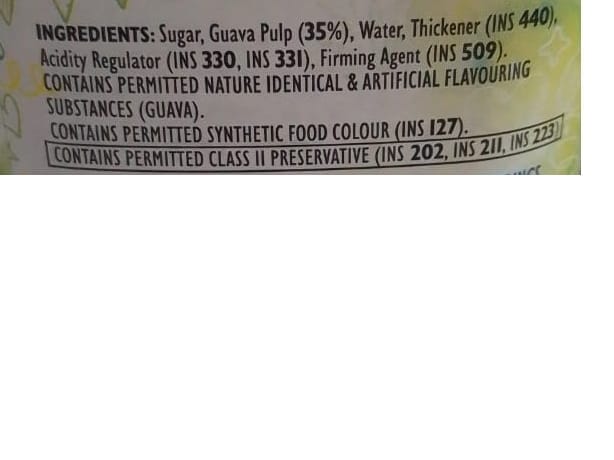 INGREDIENTS: Sugar, Guava Pulp (35%), Water, Thickener (INS 440),
Acidity Regulator (INS 330, INS 331), Firming Agent (INS 509).
CONTAINS PERMITTED NATURE IDENTICAL & ARTIFICIAL FLAVOURING
SUBSTANCES (GUAVA).
CONTAINS PERMITTED SYNTHETIC FOOD COLOUR (INS 127).
CONTAINS PERMITTED CLASS II PRESERVATIVE (INS 202, INS 211, INS 223)